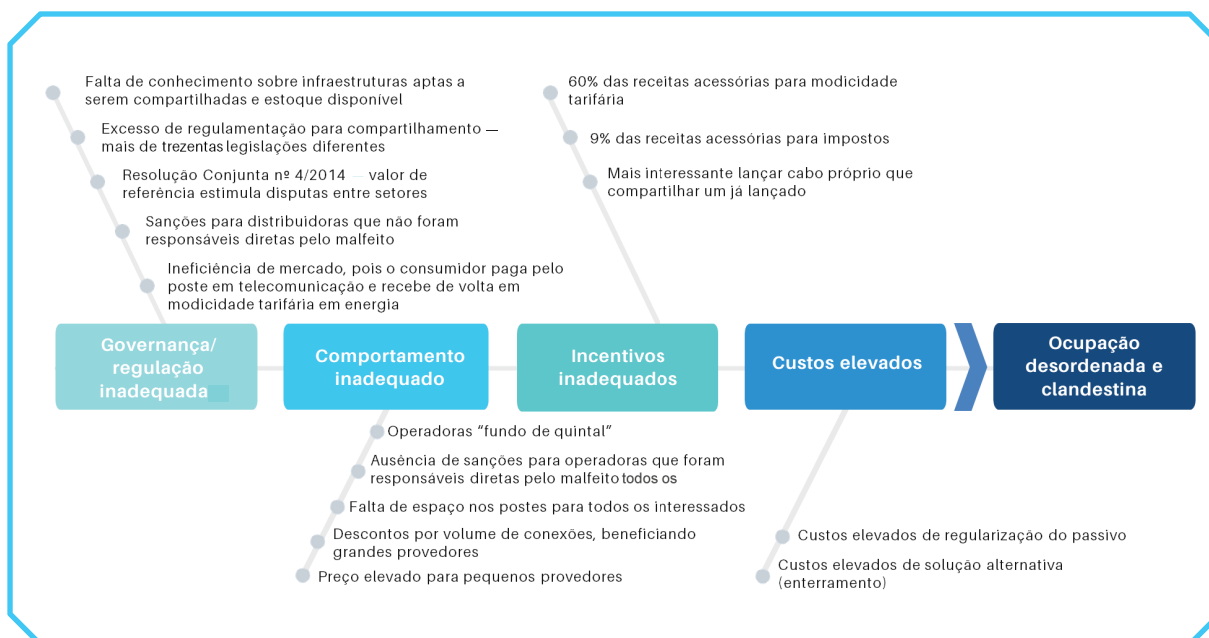 Falta de conhecimento sobre infraestruturas aptas a
serem compartilhadas e estoque disponível
Excesso de regulamentação para compartilhamento —
mais de trezentas legislações diferentes
Resolução Conjunta nº 4/2014 — valor de
referência estimula disputas entre setores
Sanções para distribuidoras que não foram
responsáveis diretas pelo malfeito
Ineficiência de mercado, pois o consumidor paga pelo
poste em telecomunicação e recebe de volta em
modicidade tarifária em energia
60% das receitas acessórias para modicidade
tarifária
9% das receitas acessórias para impostos
Mais interessante lançar cabo próprio que
compartilhar um já lançado
Governança/
regulação
inadequada
Comportamento
inadequado
Incentivos
inadequados
Custos elevados
Ocupação
desordenada e
clandestina
Operadoras “fundo de quintal”
Ausência de sanções para operadoras que foram
responsáveis diretas pelo malfeito todos os
Falta de espaço nos postes para todos os interessados
Descontos por volume de conexões, beneficiando
grandes provedores
Preço elevado para pequenos provedores
Custos elevados de regularização do passivo
Custos elevados de solução alternativa
(enterramento)